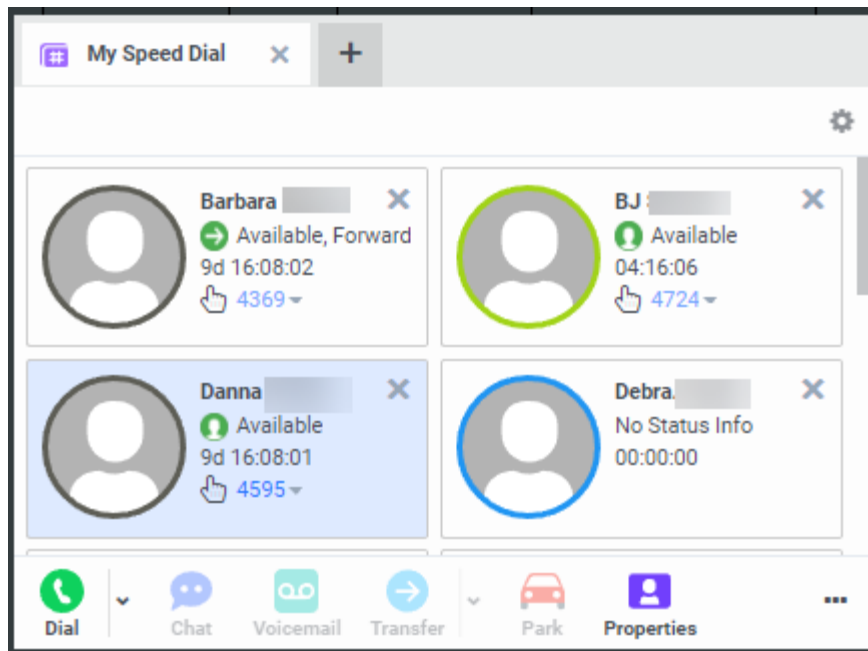 My Speed Dial
Barbara
Available, Forward
9d 16:08:02
4369
BJ
Available
04:16:06
4724
Danna
Available
9d 16:08:01
4595
Debra
No Status Info
00:00:00
Dial
Chat
Voicemail
Transfer
Park
Properties